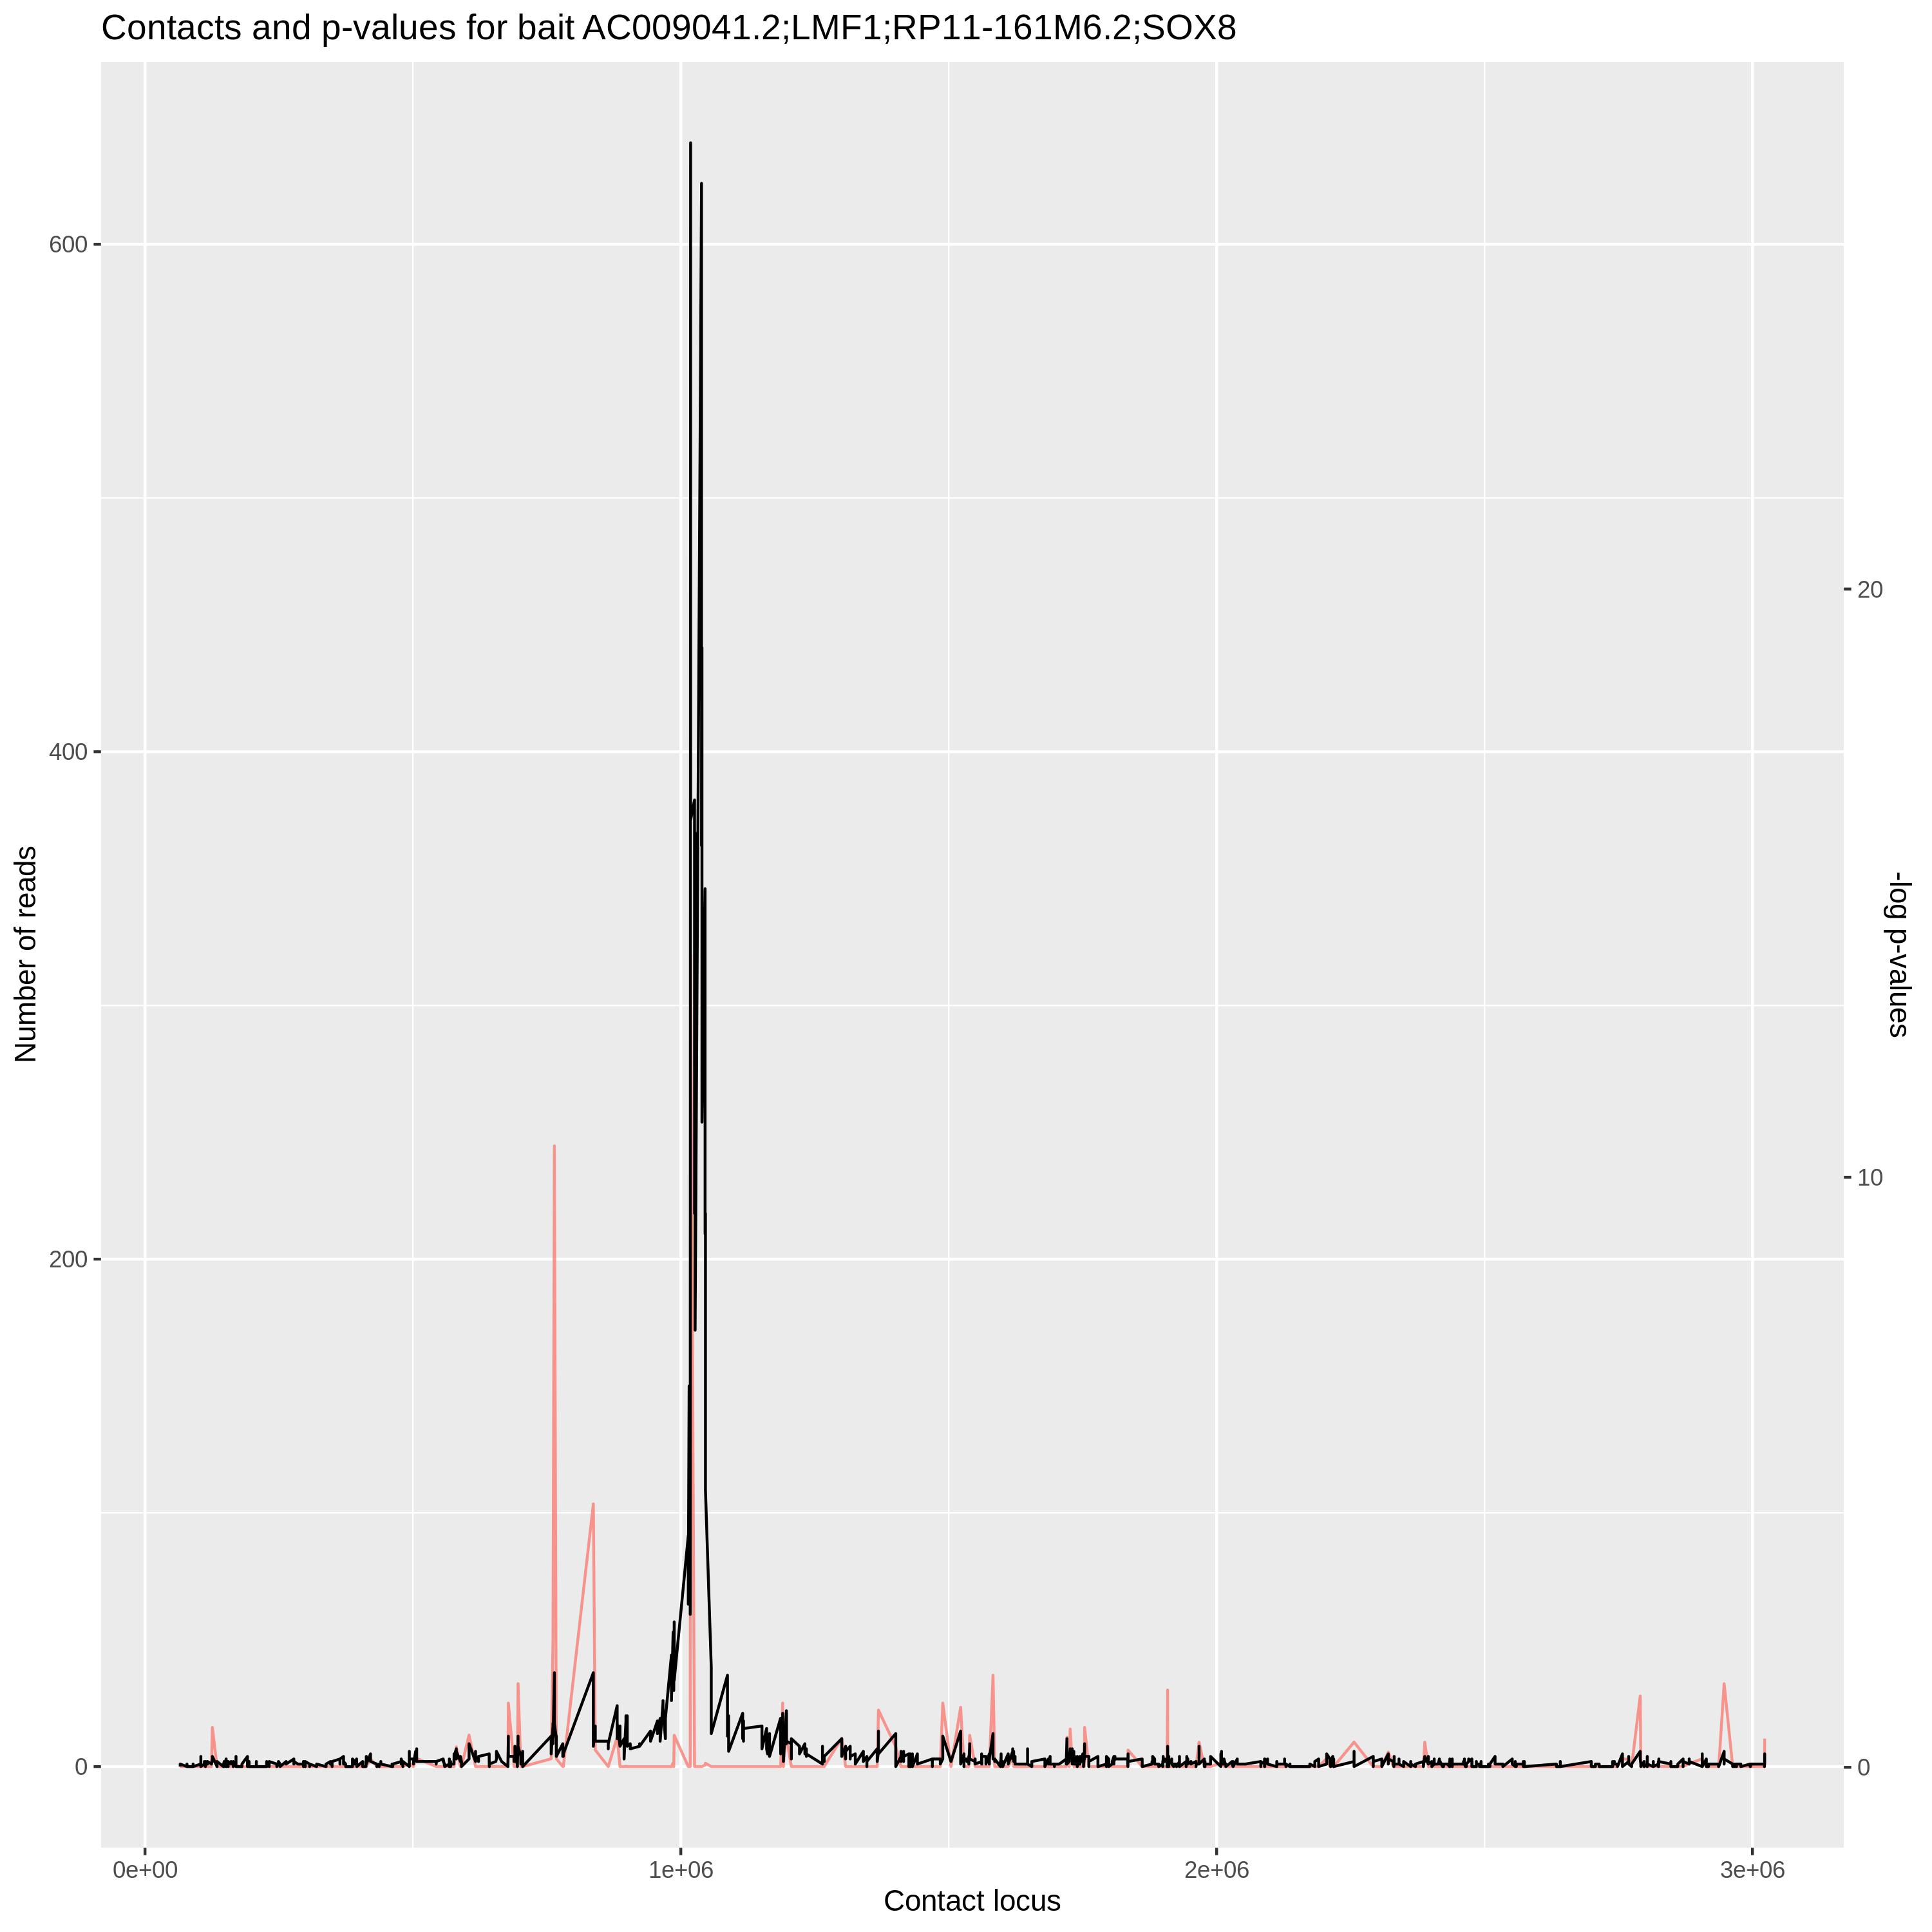 Contacts and p-values for bait AC009041.2;LMF1;RP11-161M6.2;SOX8
600
400
200
0
Number of reads
20
10
0
-log p-values
0e+00
1e+06
2e+06
3e+06
Contact locus